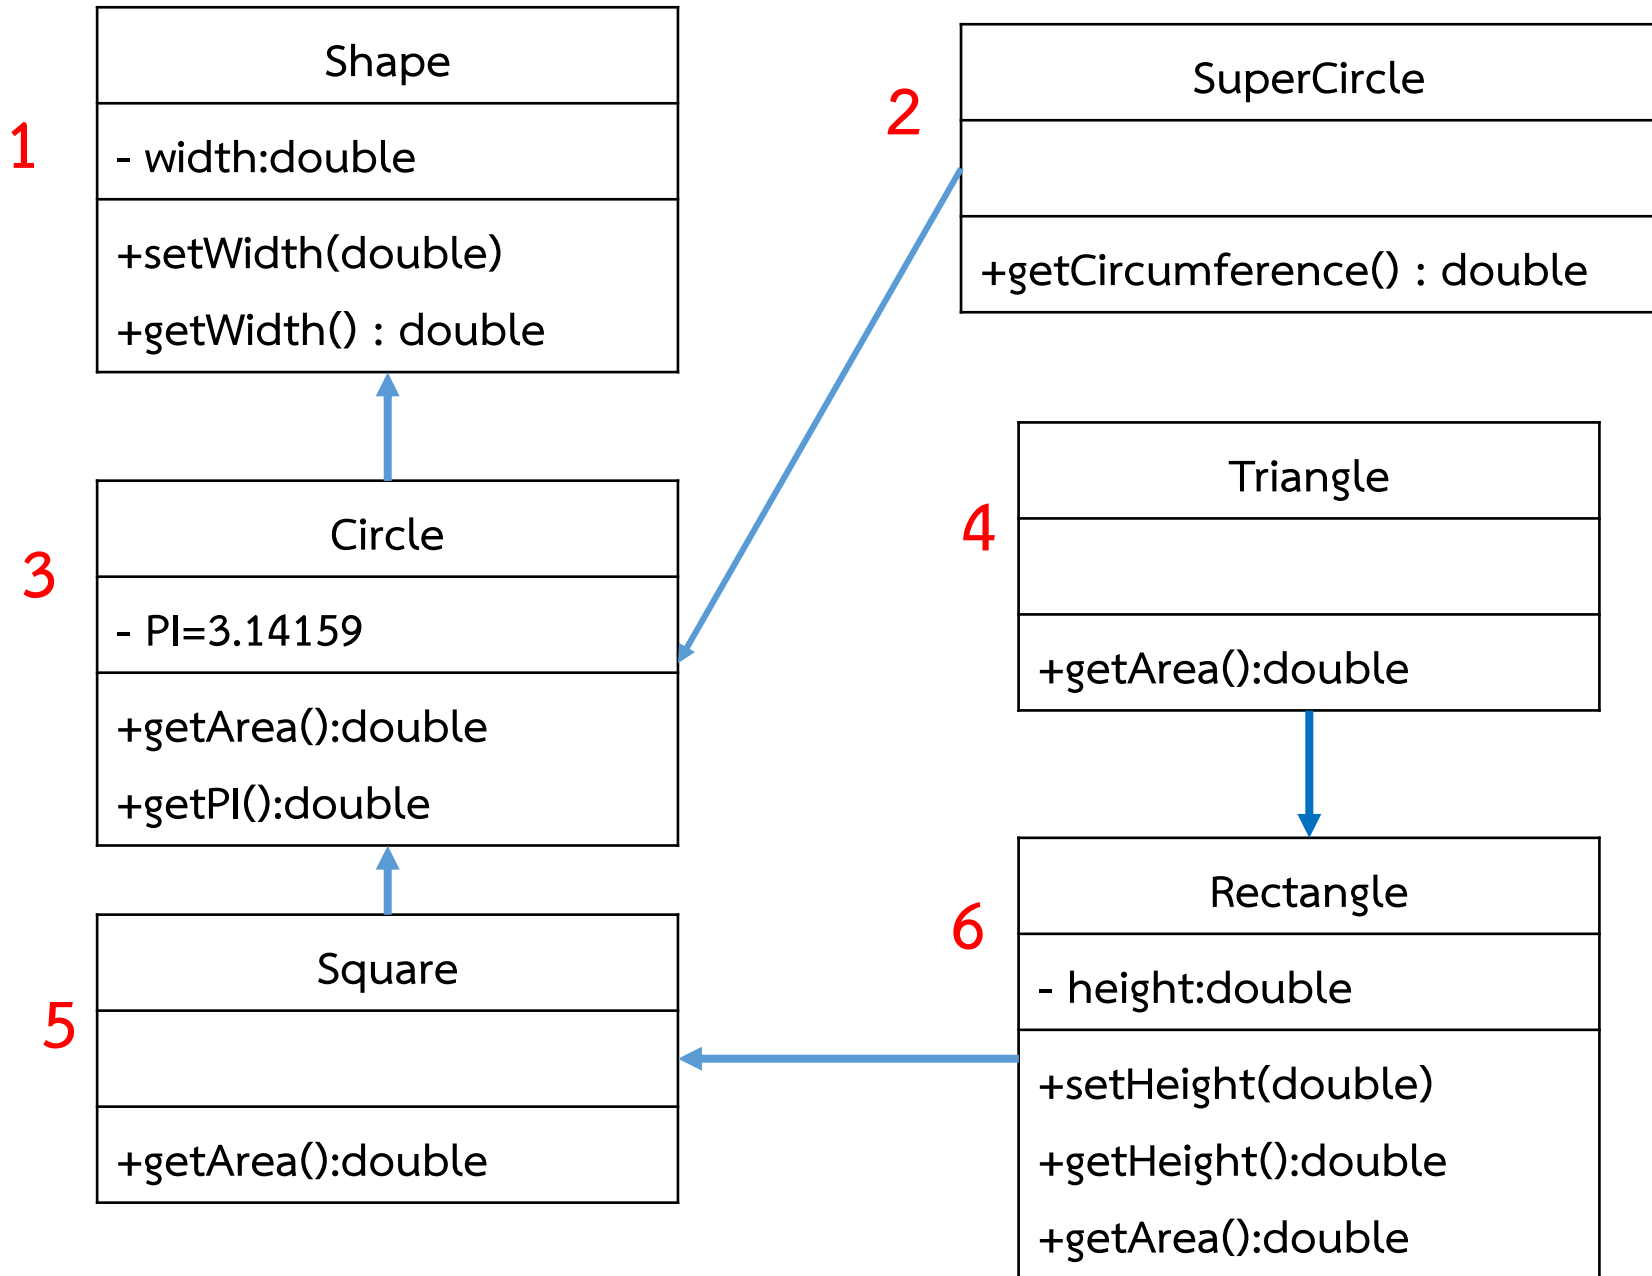 1
Shape
- width:double
+setWidth(double)
+getWidth() : double
2
SuperCircle
+getCircumference() : double
3
Circle
- PI=3.14159
+getArea():double
+getPI():double
4
Triangle
+getArea():double
5
Square
+getArea():double
6
Rectangle
- height:double
+setHeight(double)
+getHeight():double
+getArea():double